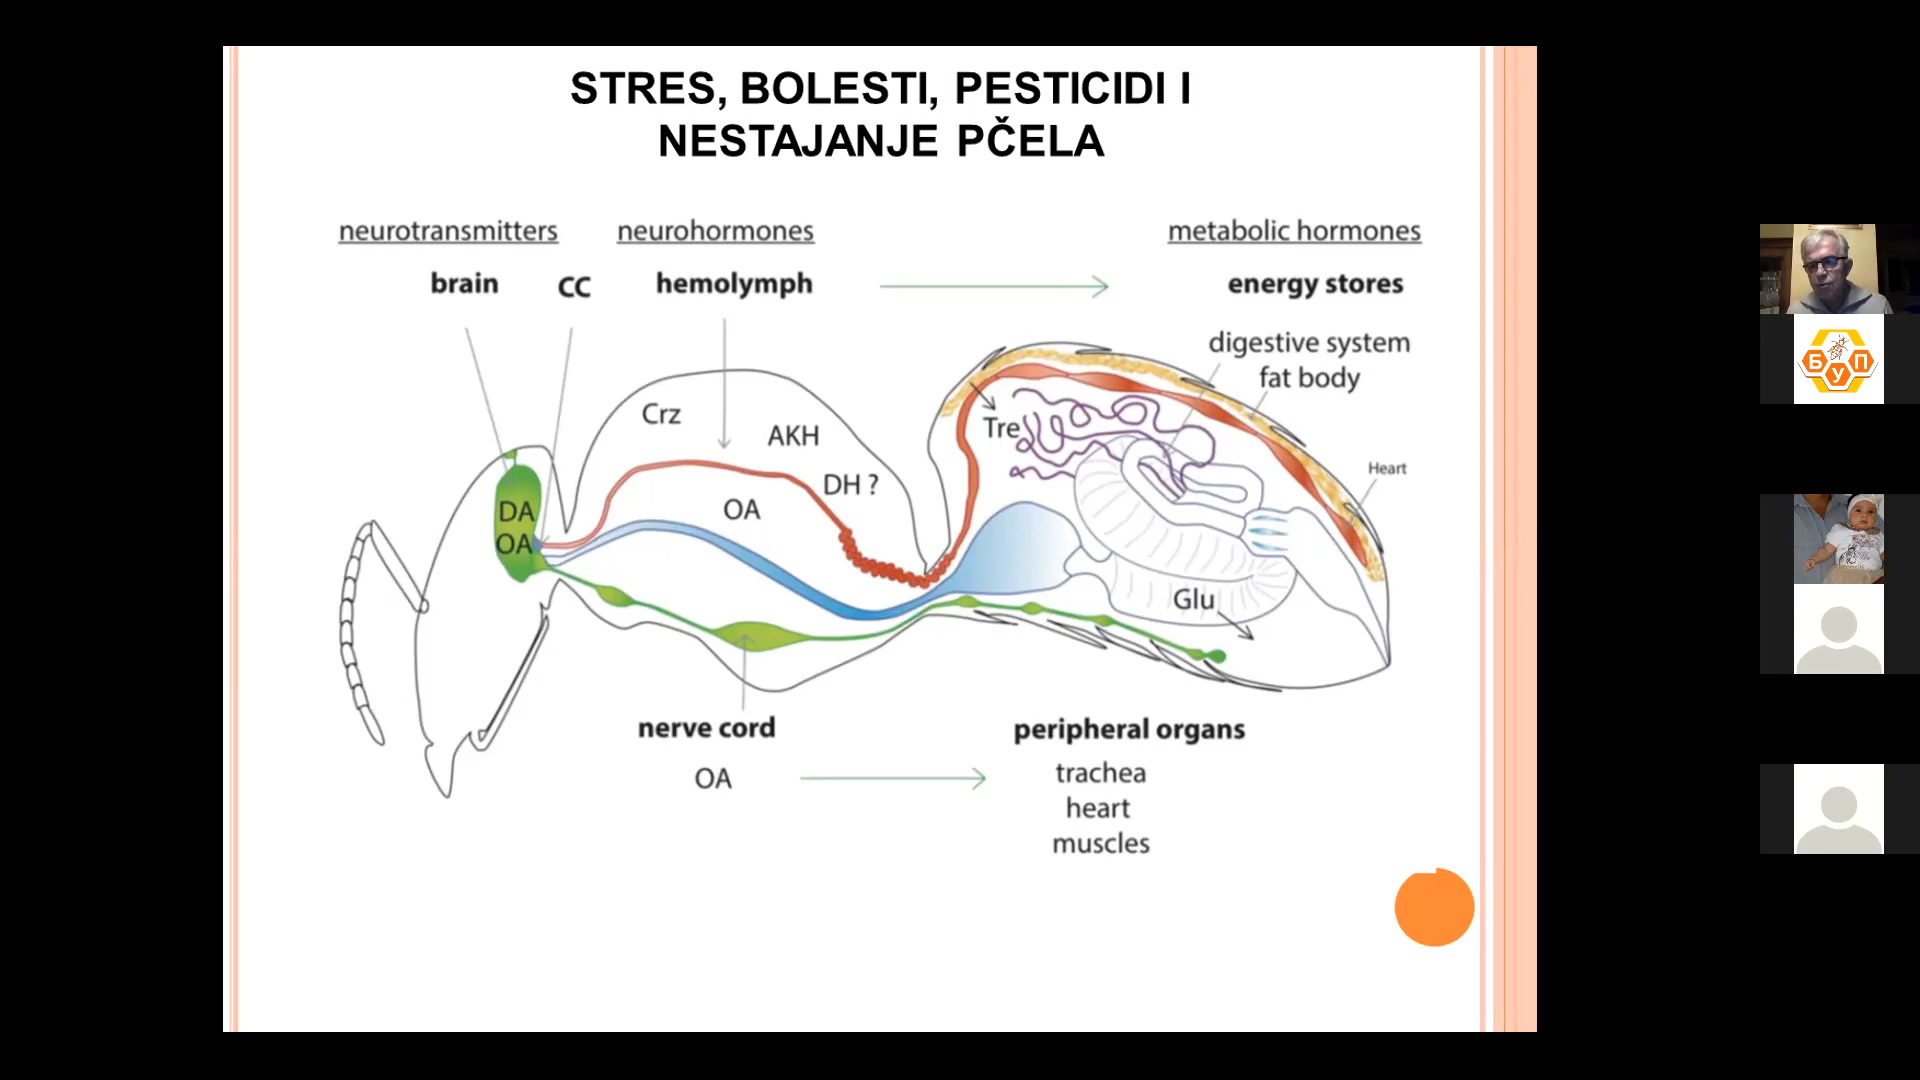 STRES, BOLESTI, PESTICIDI I
NESTAJANJE PČELA
neurotransmitters
neurohormones
metabolic hormones
brain
CC
hemolymph
energy stores
digestive system
fat body
Crz
AKH
Tre
Heart
DH ?
DA
OA
OA
Glu
nerve cord
peripheral organs
OA
trachea
heart
muscles
Б
У
П